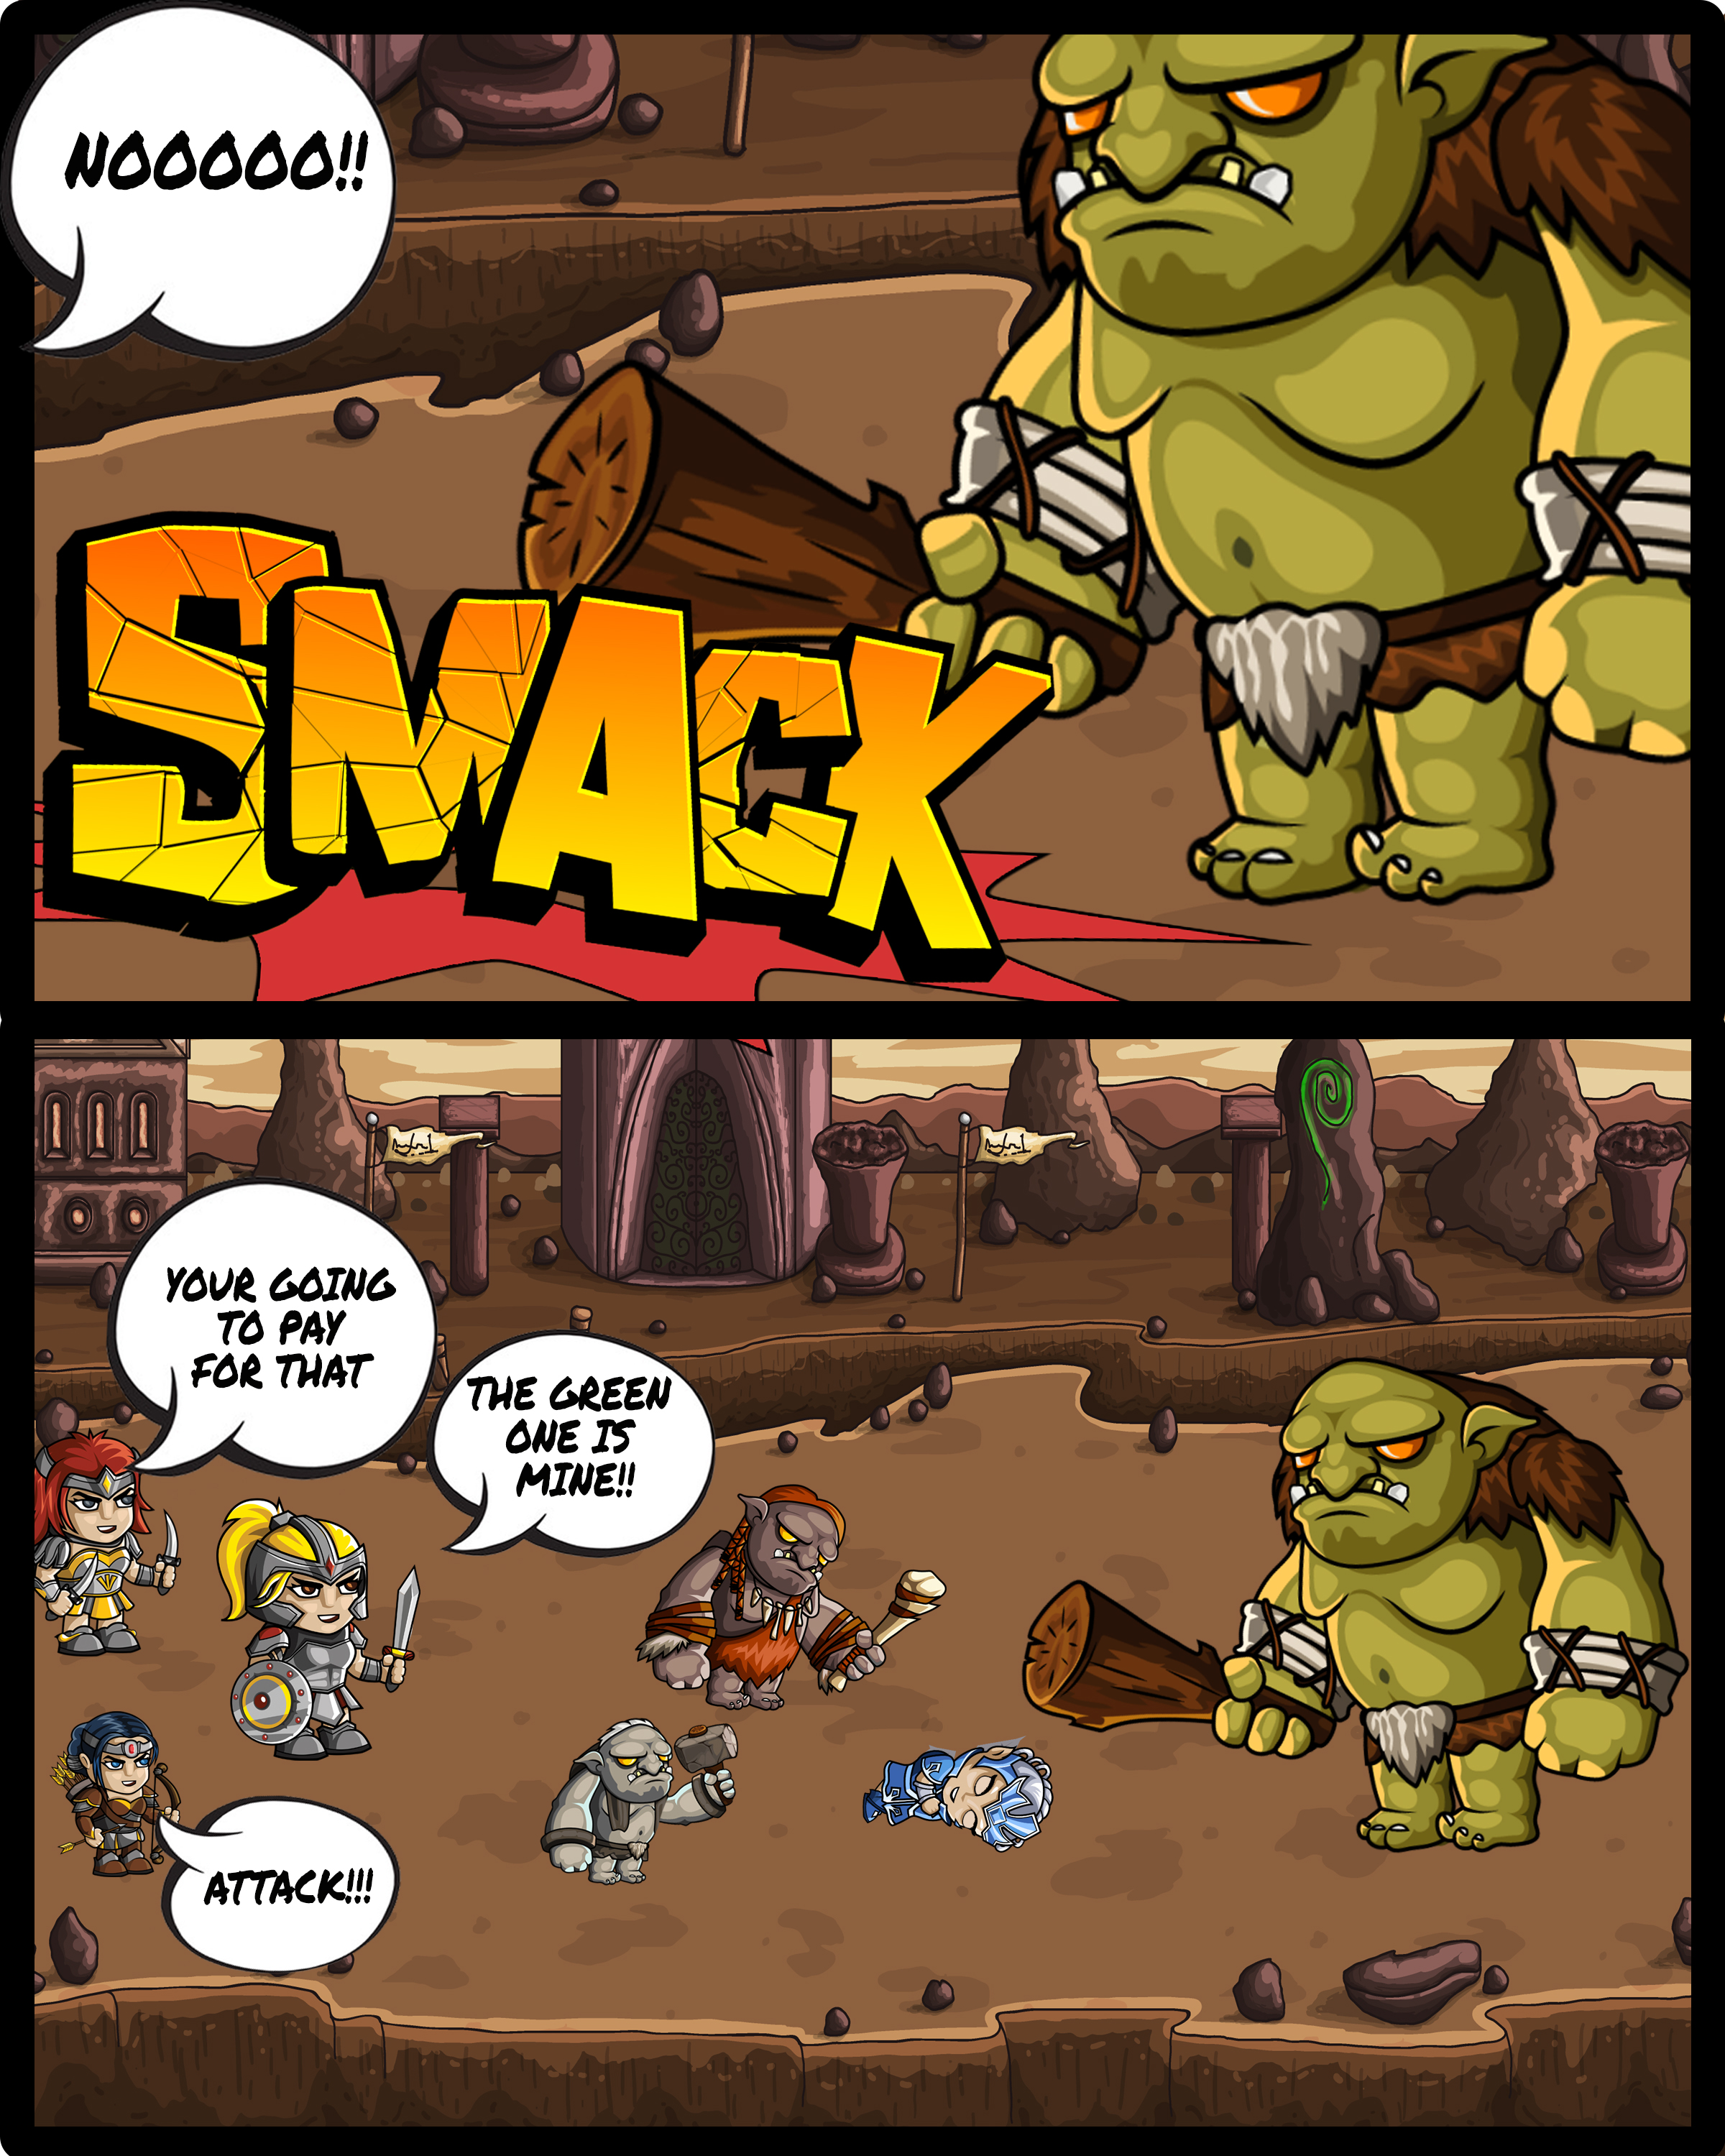 NOOOOO!!
SMACK
YOUR GOING
TO PAY
FOR THAT
THE GREEN
ONE IS
MINE!!
ATTACK!!!